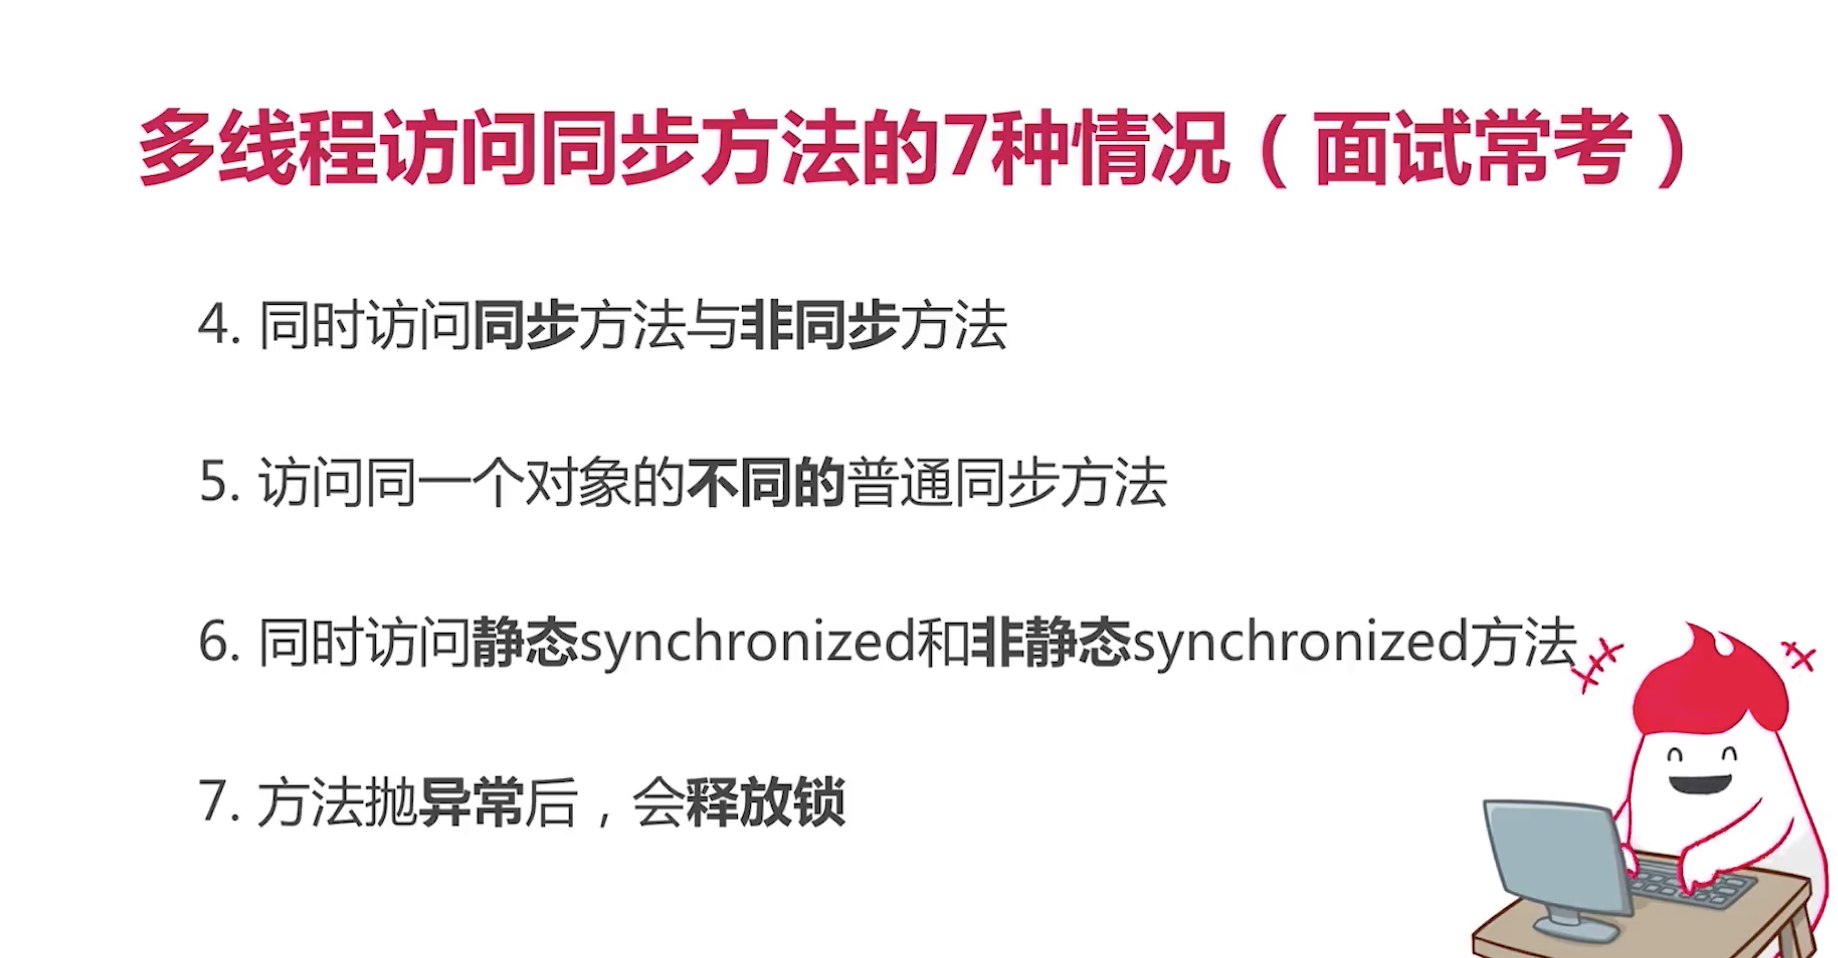 多线程访问同步方法的7种情况（面试常考）
4. 同时访问同步方法与非同步方法
5. 访问同一个对象的不同的普通同步方法
6. 同时访问静态synchronized和非静态synchronized方法
7. 方法抛异常后，会释放锁